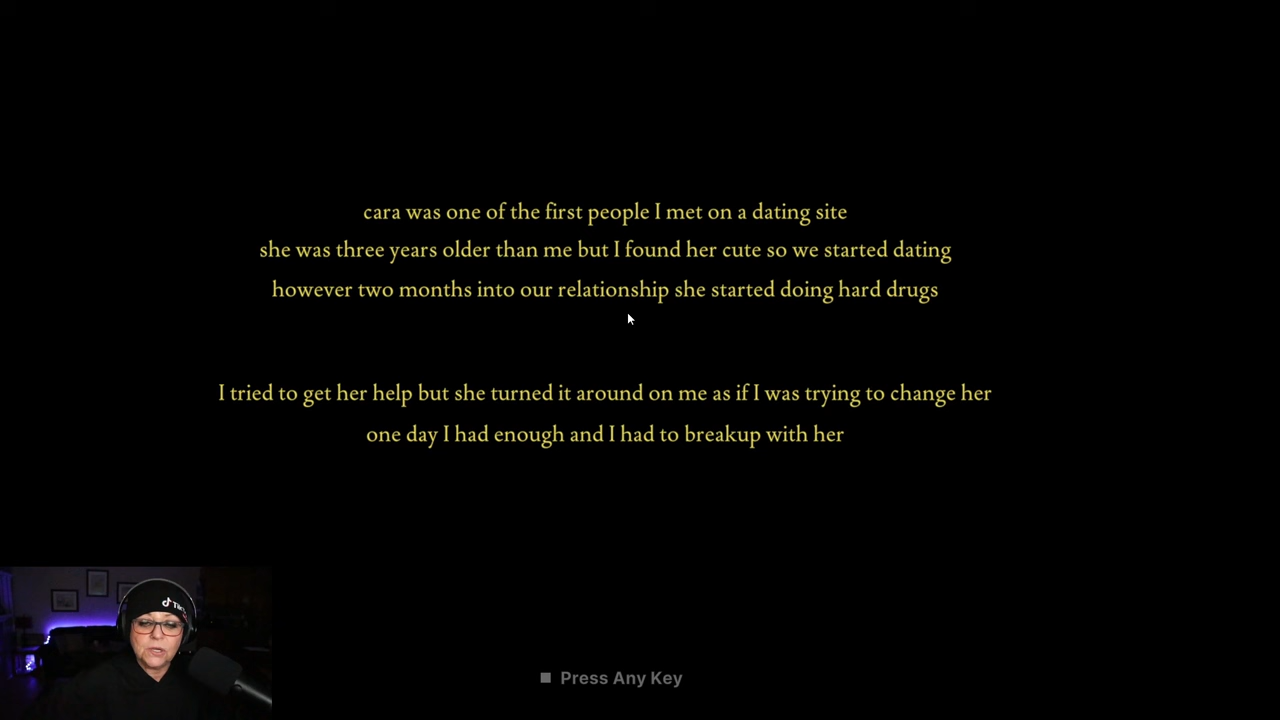 cara was one of the first people I met on a dating site
she was three years older than me but I found her cute so we started dating
however two months into our relationship she started doing hard drugs
I tried to get her help but she turned it around on me as if I was trying to change her
one day I had enough and I had to breakup with her
Press Any Key